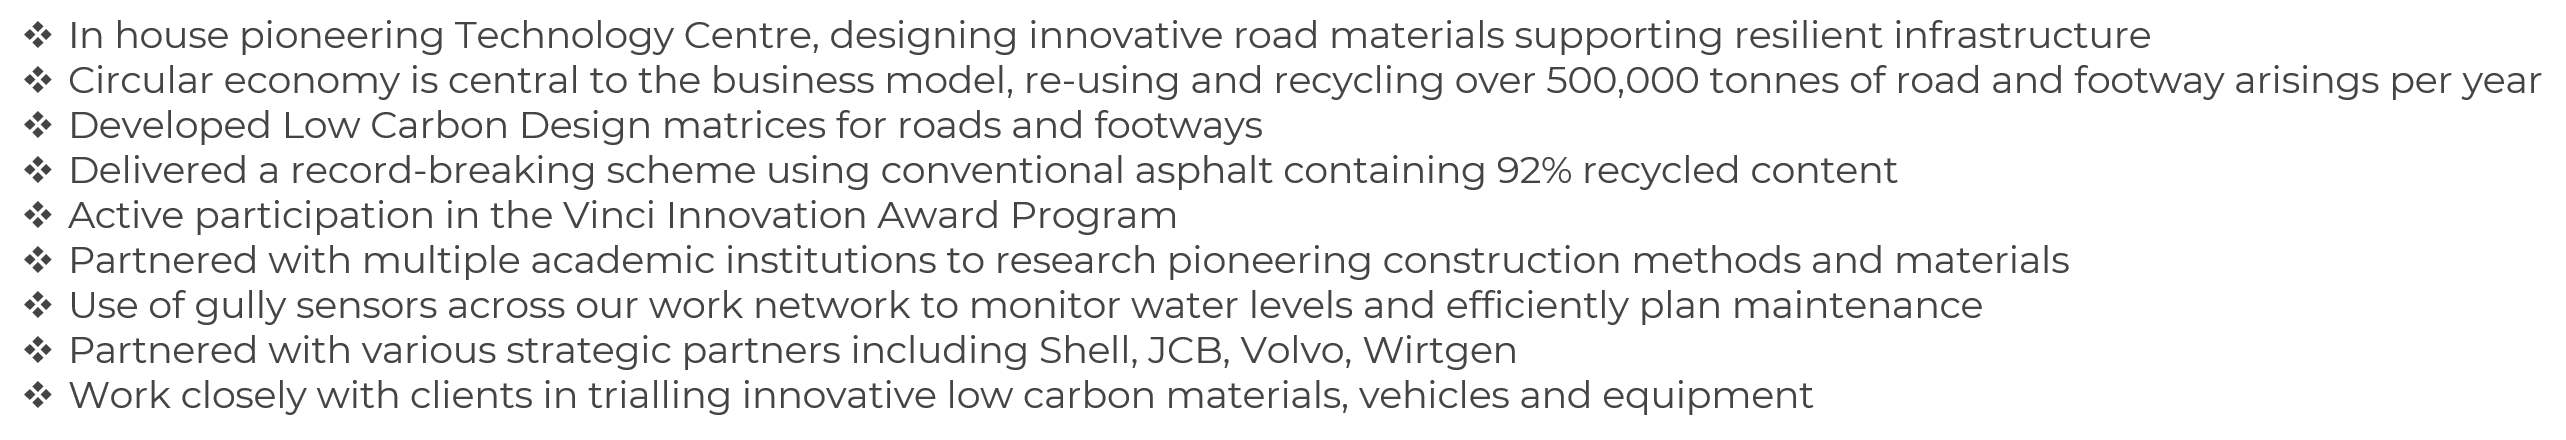 ❖ In house pioneering Technology Centre, designing innovative road materials supporting resilient infrastructure
❖ Circular economy is central to the business model, re-using and recycling over 500,000 tonnes of road and footway arisings per year
❖ Developed Low Carbon Design matrices for roads and footways
❖ Delivered a record-breaking scheme using conventional asphalt containing 92% recycled content
❖ Active participation in the Vinci Innovation Award Program
❖ Partnered with multiple academic institutions to research pioneering construction methods and materials
❖ Use of gully sensors across our work network to monitor water levels and efficiently plan maintenance
❖ Partnered with various strategic partners including Shell, JCB, Volvo, Wirtgen
❖ Work closely with clients in trialling innovative low carbon materials, vehicles and equipment